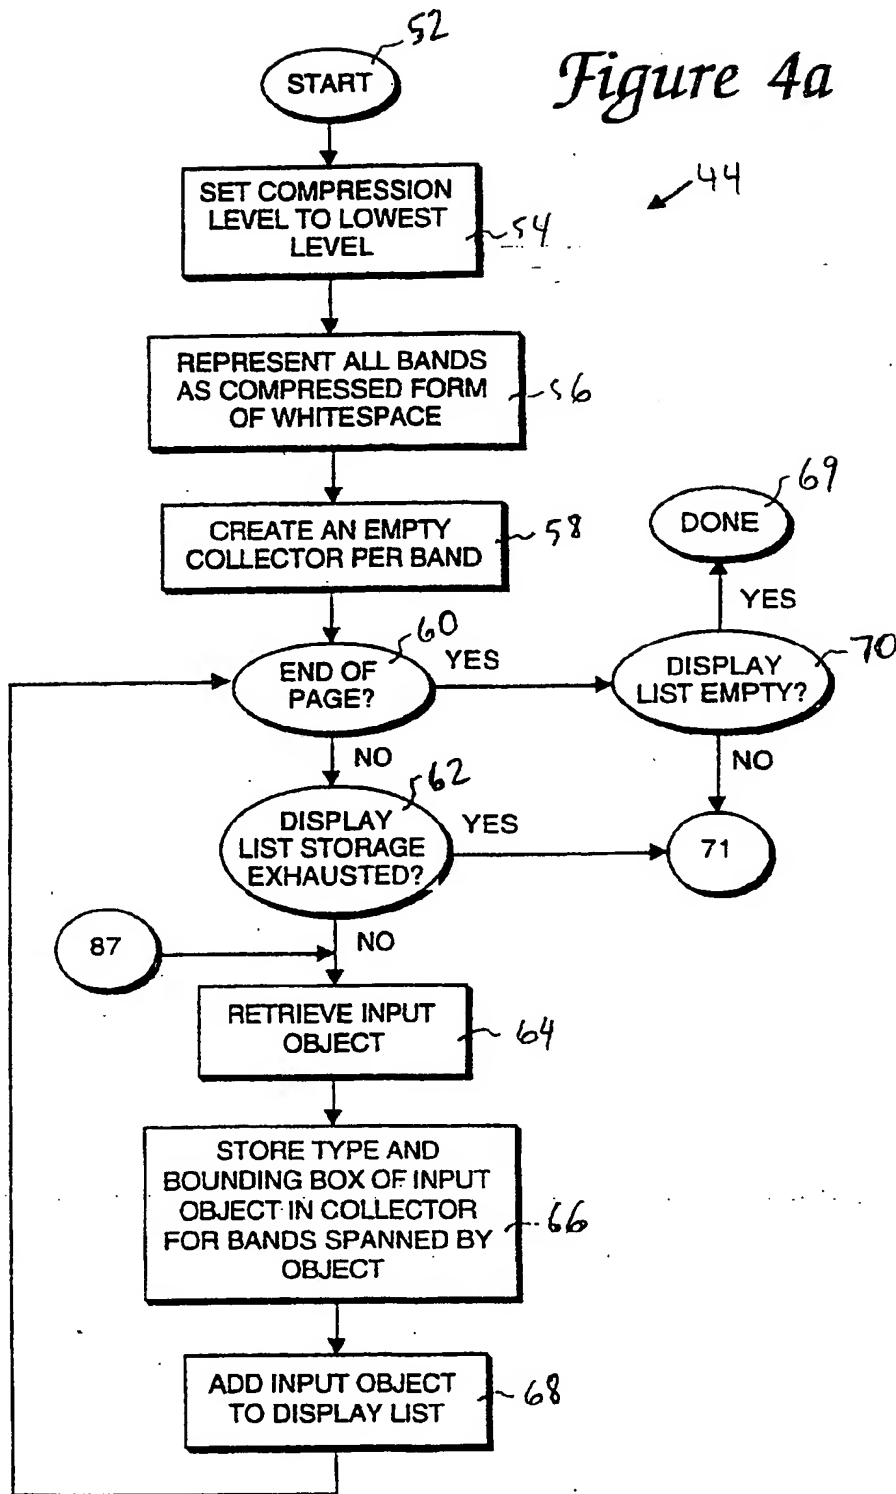 52
START
Figure 4a
44
SET COMPRESSION
LEVEL TO LOWEST
LEVEL
54
REPRESENT ALL BANDS
AS COMPRESSED FORM
OF WHITESPACE
56
CREATE AN EMPTY
COLLECTOR PER BAND
58
69
DONE
YES
60
END OF
PAGE?
YES
DISPLAY
LIST EMPTY?
70
NO
NO
62
DISPLAY
LIST STORAGE
EXHAUSTED?
YES
71
87
NO
RETRIEVE INPUT
OBJECT
64
STORE TYPE AND
BOUNDING BOX OF INPUT
OBJECT IN COLLECTOR
FOR BANDS SPANNED BY
OBJECT
66
ADD INPUT OBJECT
TO DISPLAY LIST
68